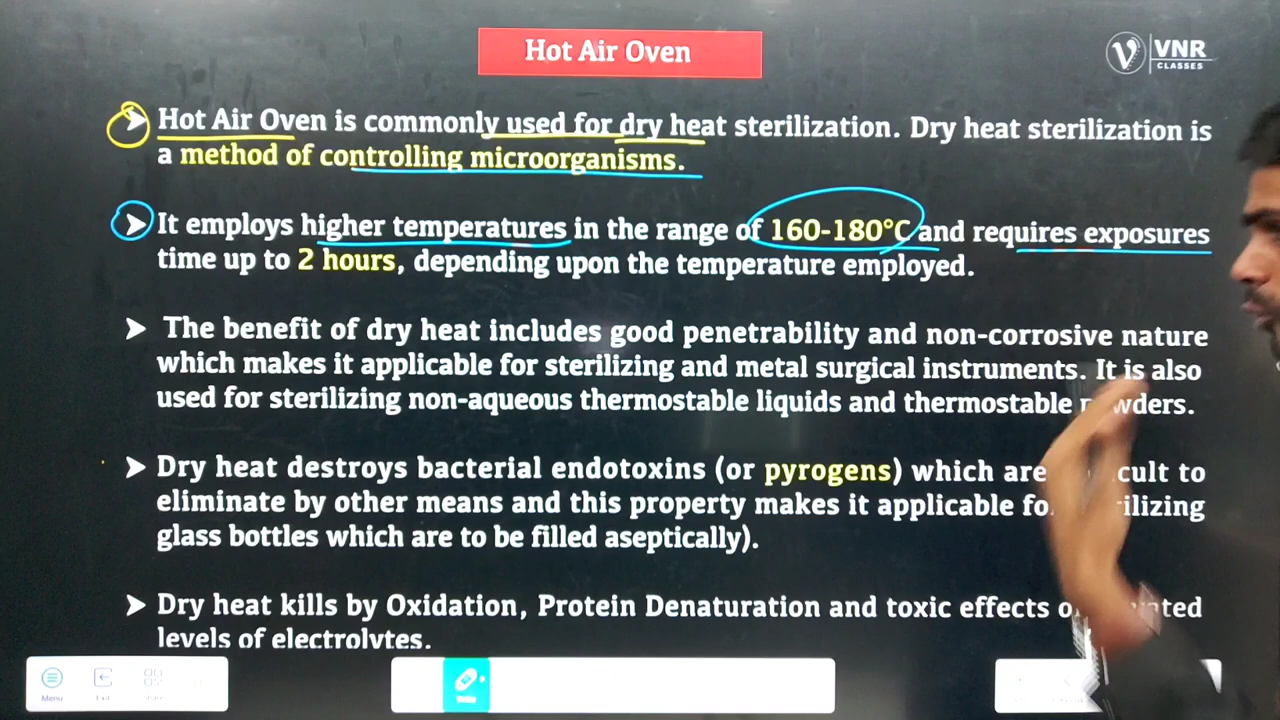 Hot Air Oven
VNR
CLASSES
➤ Hot Air Oven is commonly used for dry heat sterilization. Dry heat sterilization is
a method of controlling microorganisms.
➤ It employs higher temperatures in the range of 160-180°C and requires exposures
time up to 2 hours, depending upon the temperature employed.
➤ The benefit of dry heat includes good penetrability and non-corrosive nature
which makes it applicable for sterilizing and metal surgical instruments. It is also
used for sterilizing non-aqueous thermostable liquids and thermostable
➤ Dry heat destroys bacterial endotoxins (or pyrogens) which are to
eliminate by other means and this property makes it applicable
glass bottles which are to be filled aseptically).
➤ Dry heat kills by Oxidation, Protein Denaturation and toxic effects
levels of electrolytes.
Menu Exit